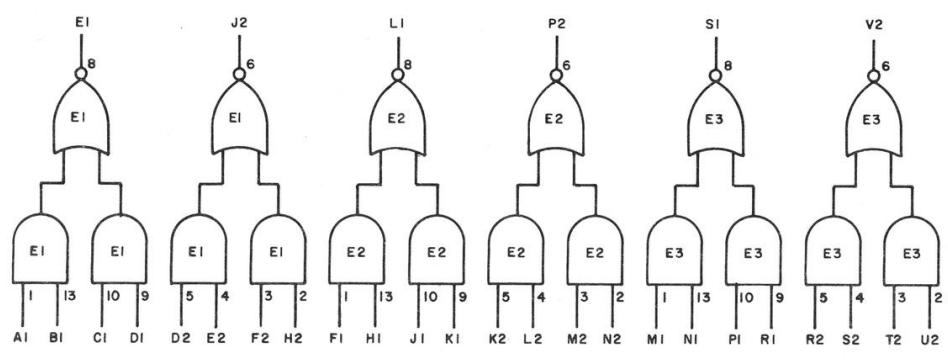 E1 J2 L1 P2 S1 V2
8 6 8 6 8 6
E1 E1 E2 E2 E3 E3
E1 E1 E1 E1 E2 E2 E2 E2 E3 E3 E3 E3
1 13 10 9 5 4 3 2 1 13 10 9 5 4 3 2 1 13 10 9 5 4 3 2
A1 B1 C1 D1 D2 E2 F2 H2 F1 H1 J1 K1 K2 L2 M2 N2 M1 N1 P1 R1 R2 S2 T2 U2